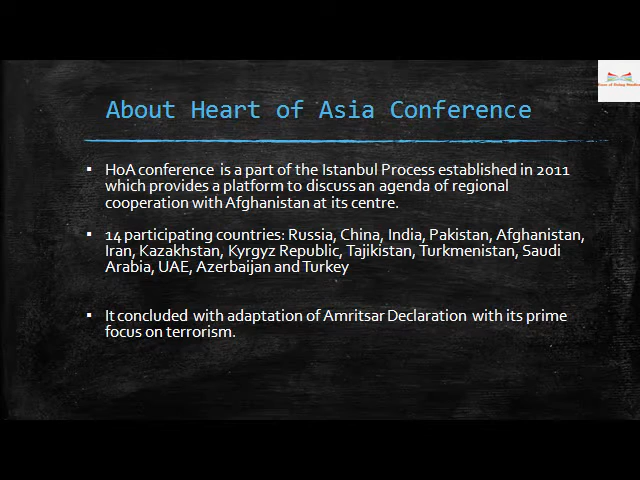 About Heart of Asia Conference
▪ HoA conference is a part of the Istanbul Process established in 2011
which provides a platform to discuss an agenda of regional
cooperation with Afghanistan at its centre.
▪ 14 participating countries: Russia, China, India, Pakistan, Afghanistan,
Iran, Kazakhstan, Kyrgyz Republic, Tajikistan, Turkmenistan, Saudi
Arabia, UAE, Azerbaijan and Turkey
▪ It concluded with adaptation of Amritsar Declaration with its prime
focus on terrorism.